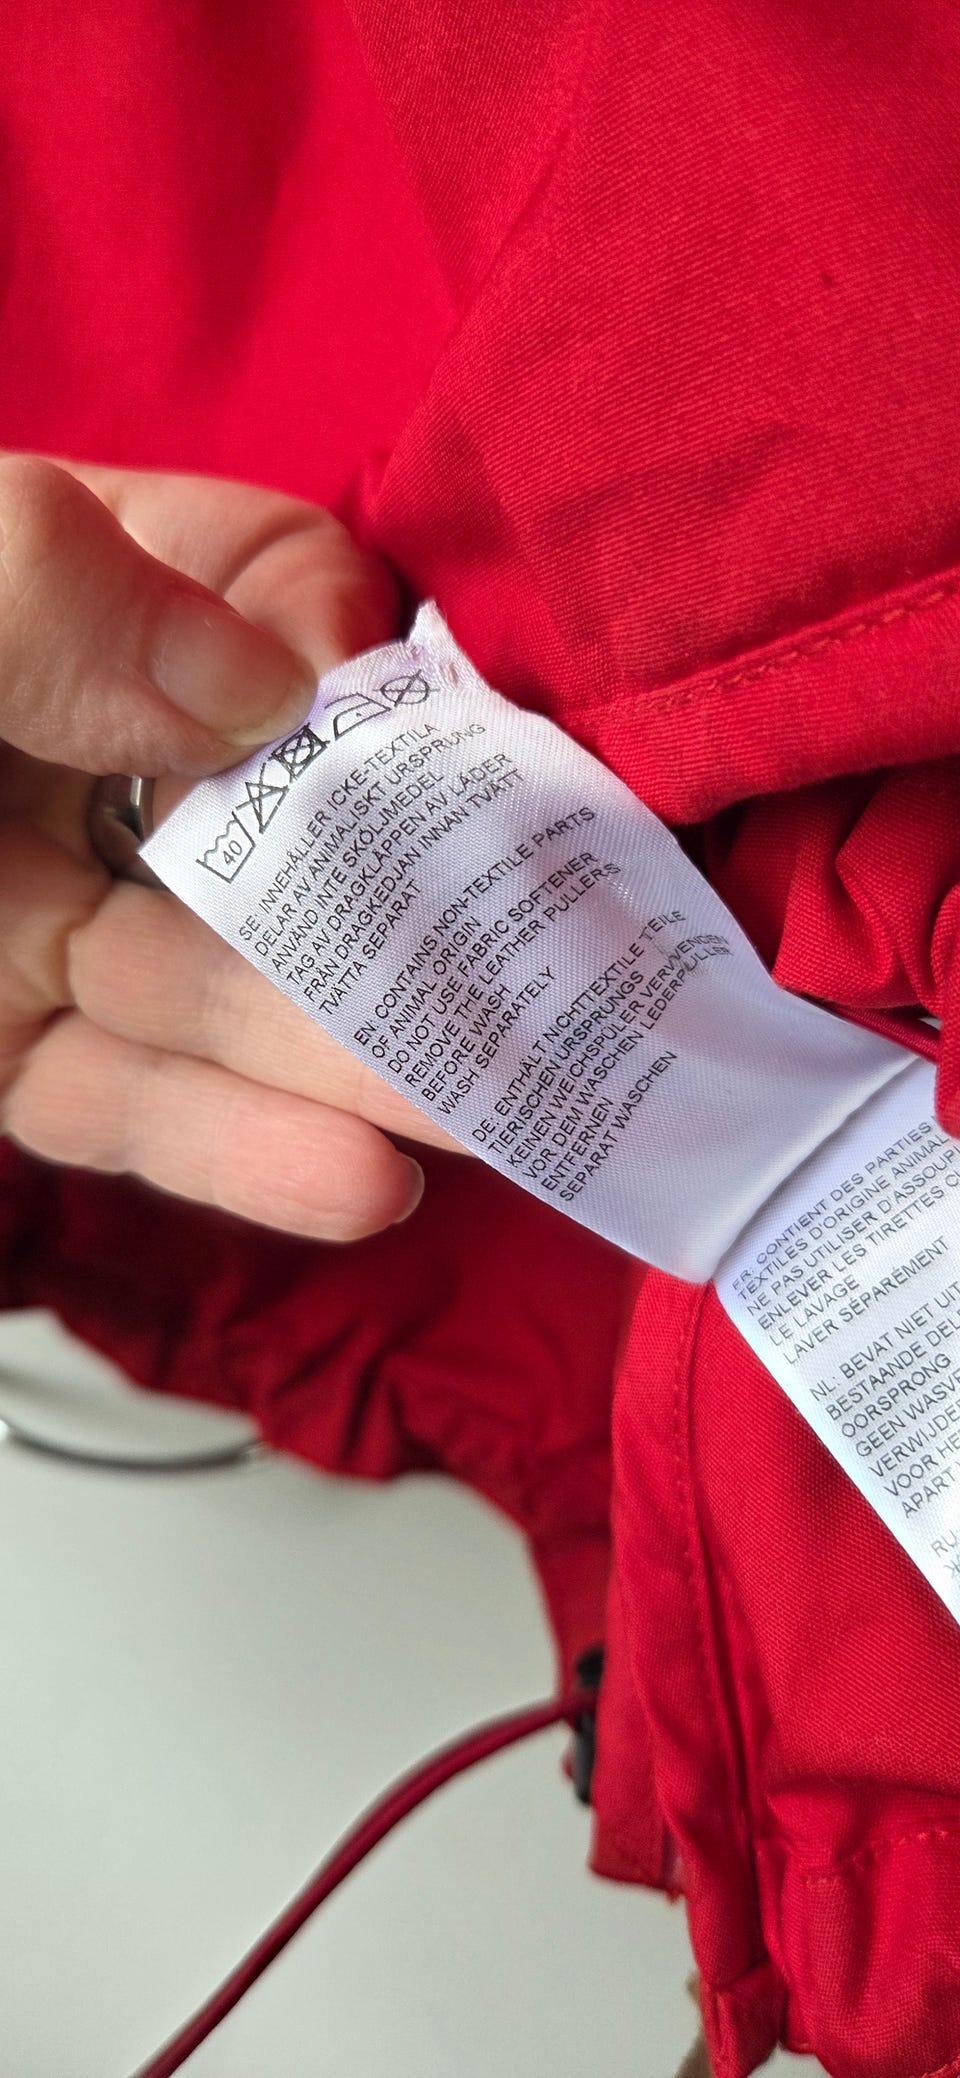 40
SE: INNEHÅLLER ICKE-TEXTILA
DELAR AV ANIMALISKT URSPRUNG
ANVÄND INTE SKÖLJMEDEL
TAG AV DRAGKLÄPPEN AV LÄDER
FRÅN DRAGKEDJAN INNAN TVÄTT
TVÄTTA SEPARAT
EN: CONTAINS NON-TEXTILE PARTS
OF ANIMAL ORIGIN
DO NOT USE FABRIC SOFTENER
REMOVE THE LEATHER PULLERS
BEFORE WASH
WASH SEPARATELY
DE: ENTHÄLT NICHTTEXTILE TEILE
TIERISCHEN URSPRUNGS
KEINEN WEICHSPÜLER VERWENDEN
VOR DEM WASCHEN LEDERPULLER
ENTFERNEN
SEPARAT WASCHEN
FR: CONTIENT DES PARTIES
TEXTILES D'ORIGINE ANIMAL
NE PAS UTILISER D'ASSOUP
ENLEVER LES TIRETTES
LE LAVAGE
LAVER SÉPARÉMENT
NL: BEVAT NIET UIT
BESTAANDE DEL
OORSPRONG
GEEN WASVE
VERWIJDE
VOOR HE
APART
RU: